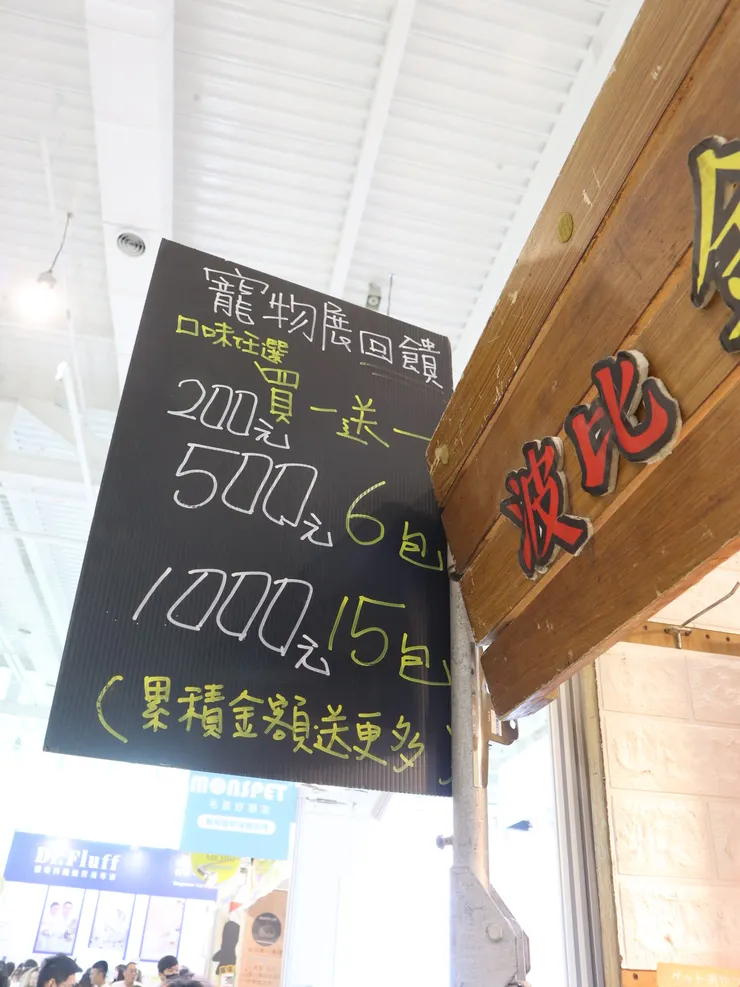 寵物展回饋
口味任選
200元 買一送一
500元 6包
1000元 15包
(累積金額送更多)
波比
MONSPET
Dr.Fluff